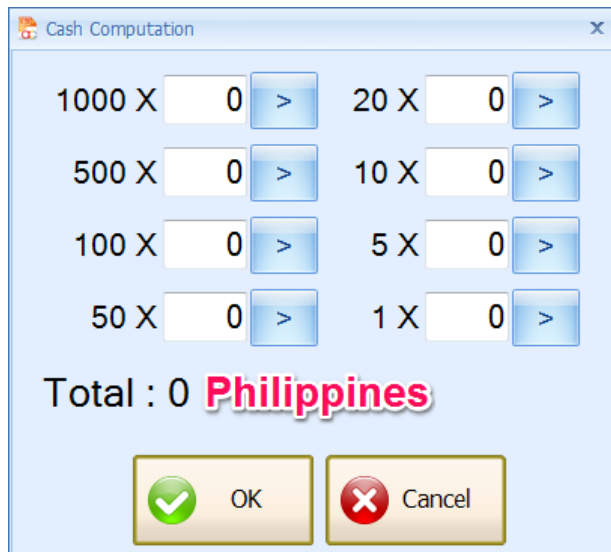 Cash Computation x
1000 X 0 > 20 X 0 >
500 X 0 > 10 X 0 >
100 X 0 > 5 X 0 >
50 X 0 > 1 X 0 >
Total : 0 Philippines
OK Cancel